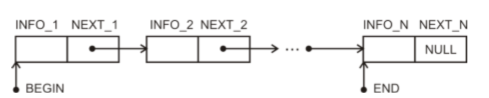 INFO_1 NEXT_1 INFO_2 NEXT_2 INFO_N NEXT_N
... NULL
BEGIN END